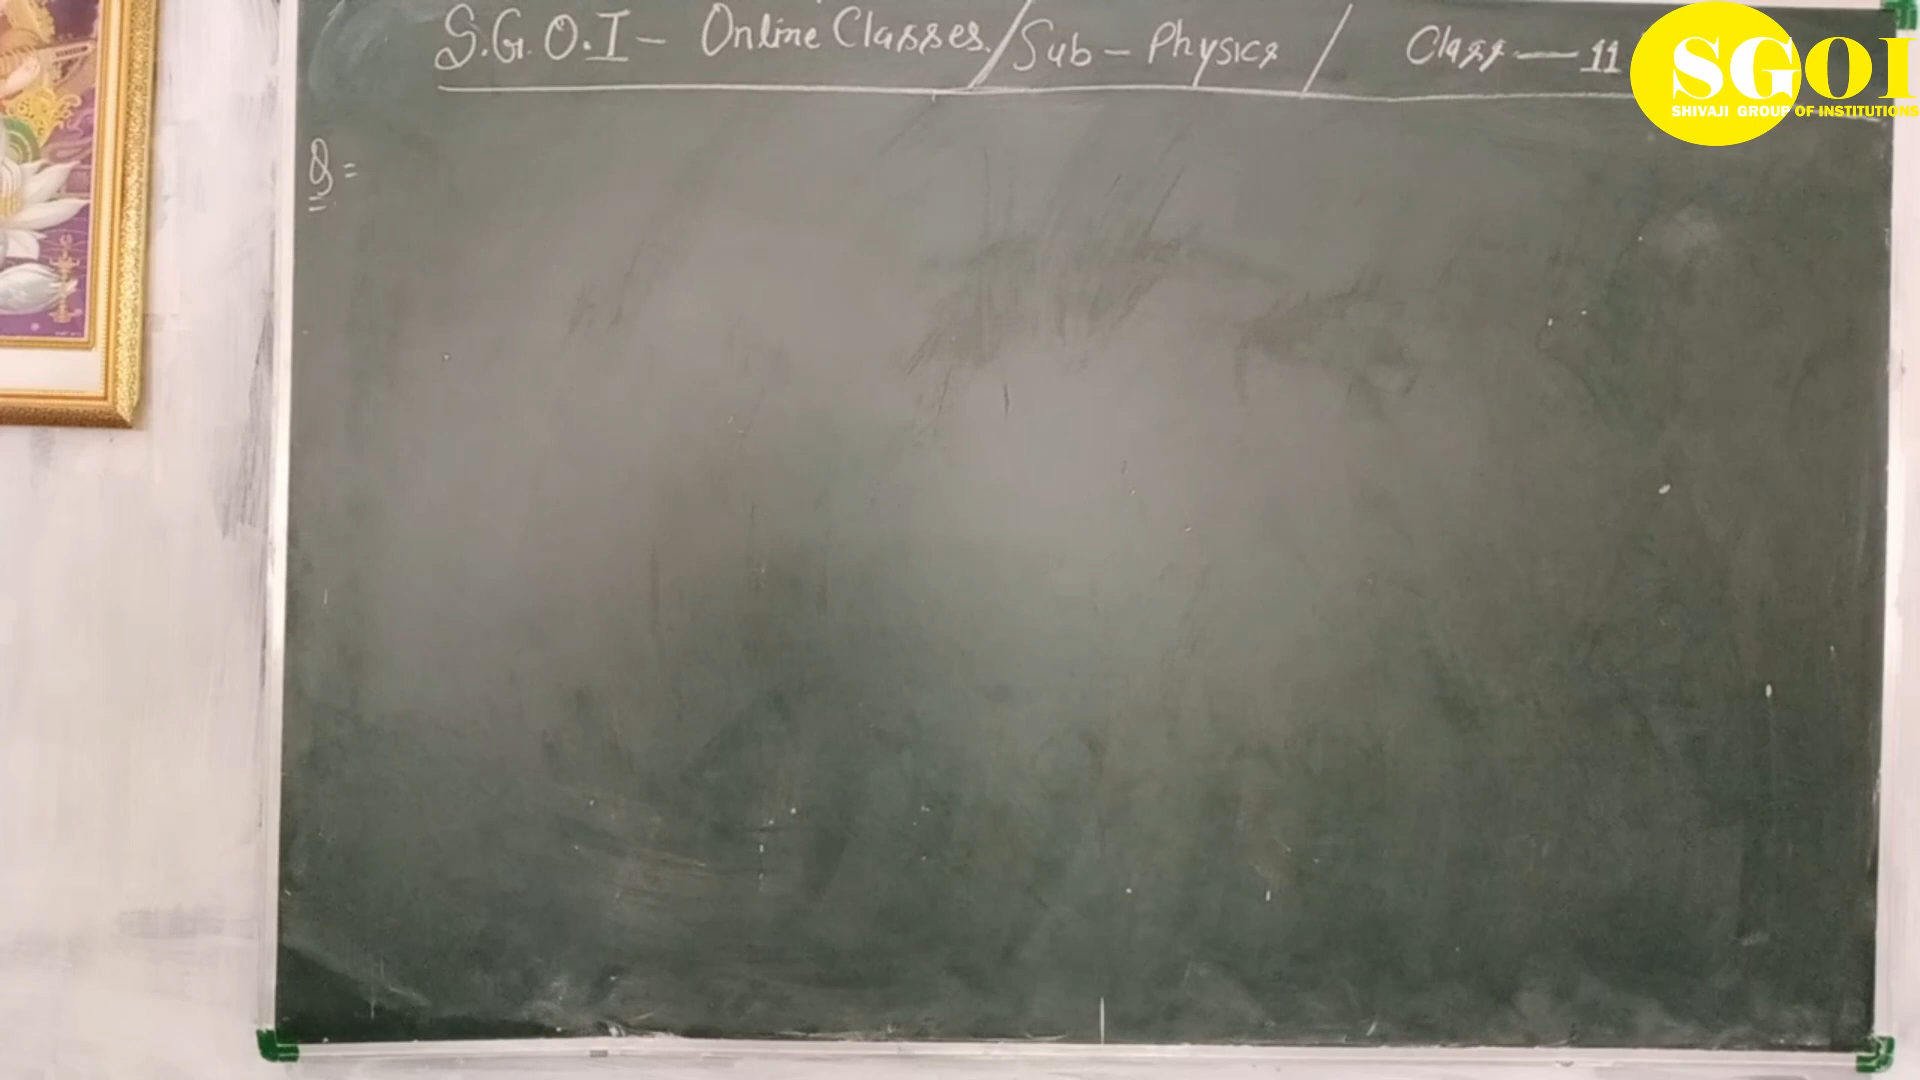 S.G.O.I - Online Classes. / Sub - Physics / Class - 11
SGOI
SHIVAJI GROUP OF INSTITUTIONS
Q =